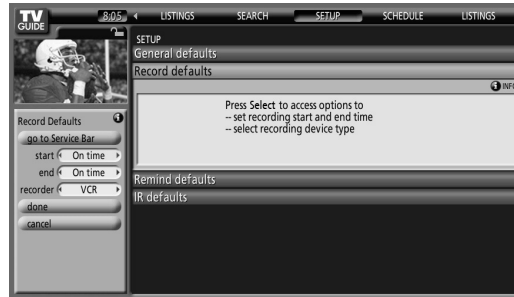 TV
GUIDE
8:05
LISTINGS SEARCH SETUP SCHEDULE LISTINGS
SETUP
General defaults
Record defaults
INFO
Press Select to access options to
-- set recording start and end time
-- select recording device type
Remind defaults
IR defaults
Record Defaults
go to Service Bar
start On time
end On time
recorder VCR
done
cancel